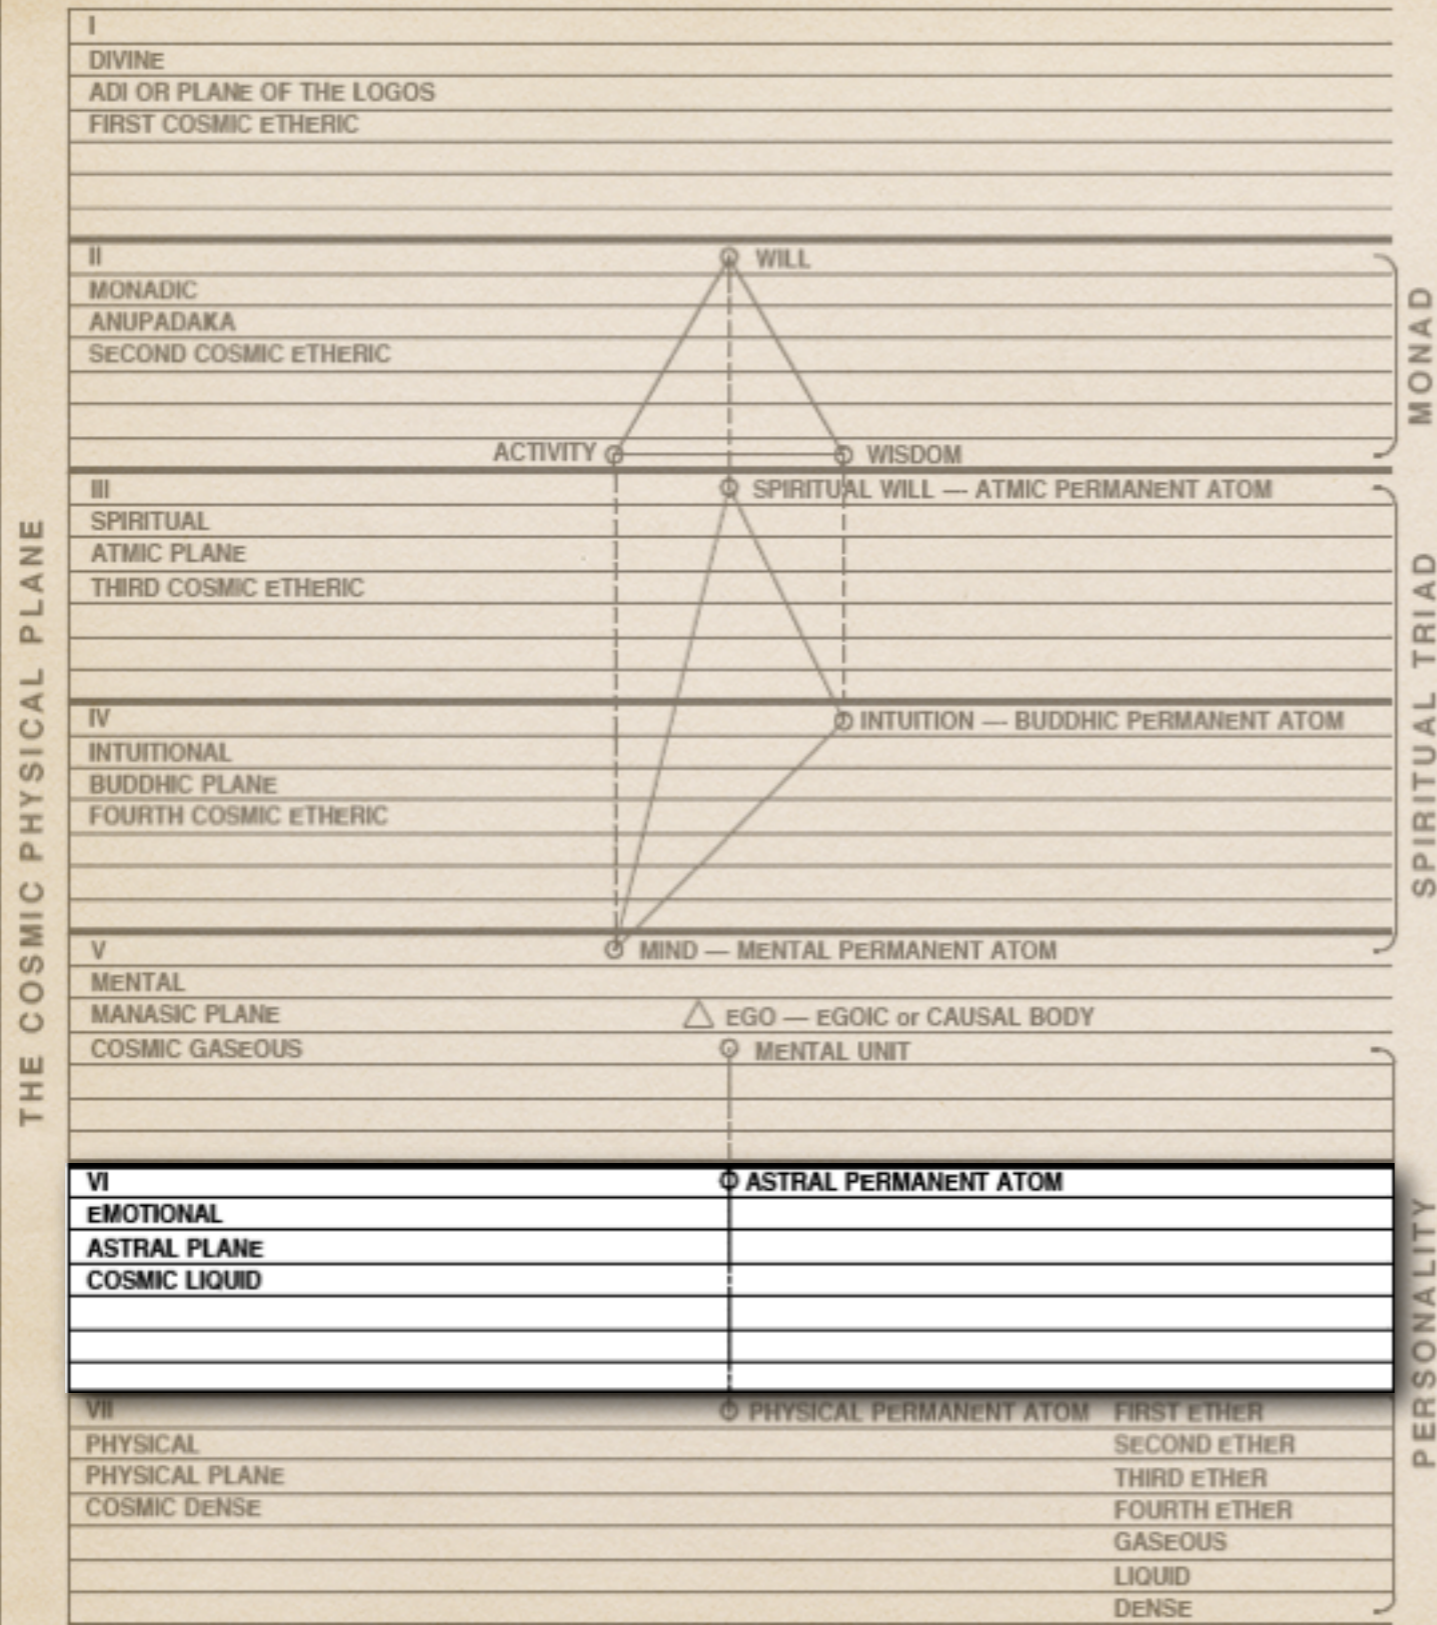 I
DIVINE
ADI OR PLANE OF THE LOGOS
FIRST COSMIC ETHERIC
II
WILL
MONADIC
ANUPADAKA
SECOND COSMIC ETHERIC
ACTIVITY
WISDOM
MONAD
III
SPIRITUAL WILL — ATMIC PERMANENT ATOM
SPIRITUAL
ATMIC PLANE
THIRD COSMIC ETHERIC
IV
INTUITION — BUDDHIC PERMANENT ATOM
INTUITIONAL
BUDDHIC PLANE
FOURTH COSMIC ETHERIC
SPIRITUAL TRIAD
THE COSMIC PHYSICAL PLANE
V
MIND — MENTAL PERMANENT ATOM
MENTAL
MANASIC PLANE
EGO — EGOIC or CAUSAL BODY
COSMIC GASEOUS
MENTAL UNIT
VI
ASTRAL PERMANENT ATOM
EMOTIONAL
ASTRAL PLANE
COSMIC LIQUID
PERSONALITY
VII
PHYSICAL PERMANENT ATOM
FIRST ETHER
PHYSICAL
SECOND ETHER
PHYSICAL PLANE
THIRD ETHER
COSMIC DENSE
FOURTH ETHER
GASEOUS
LIQUID
DENSE